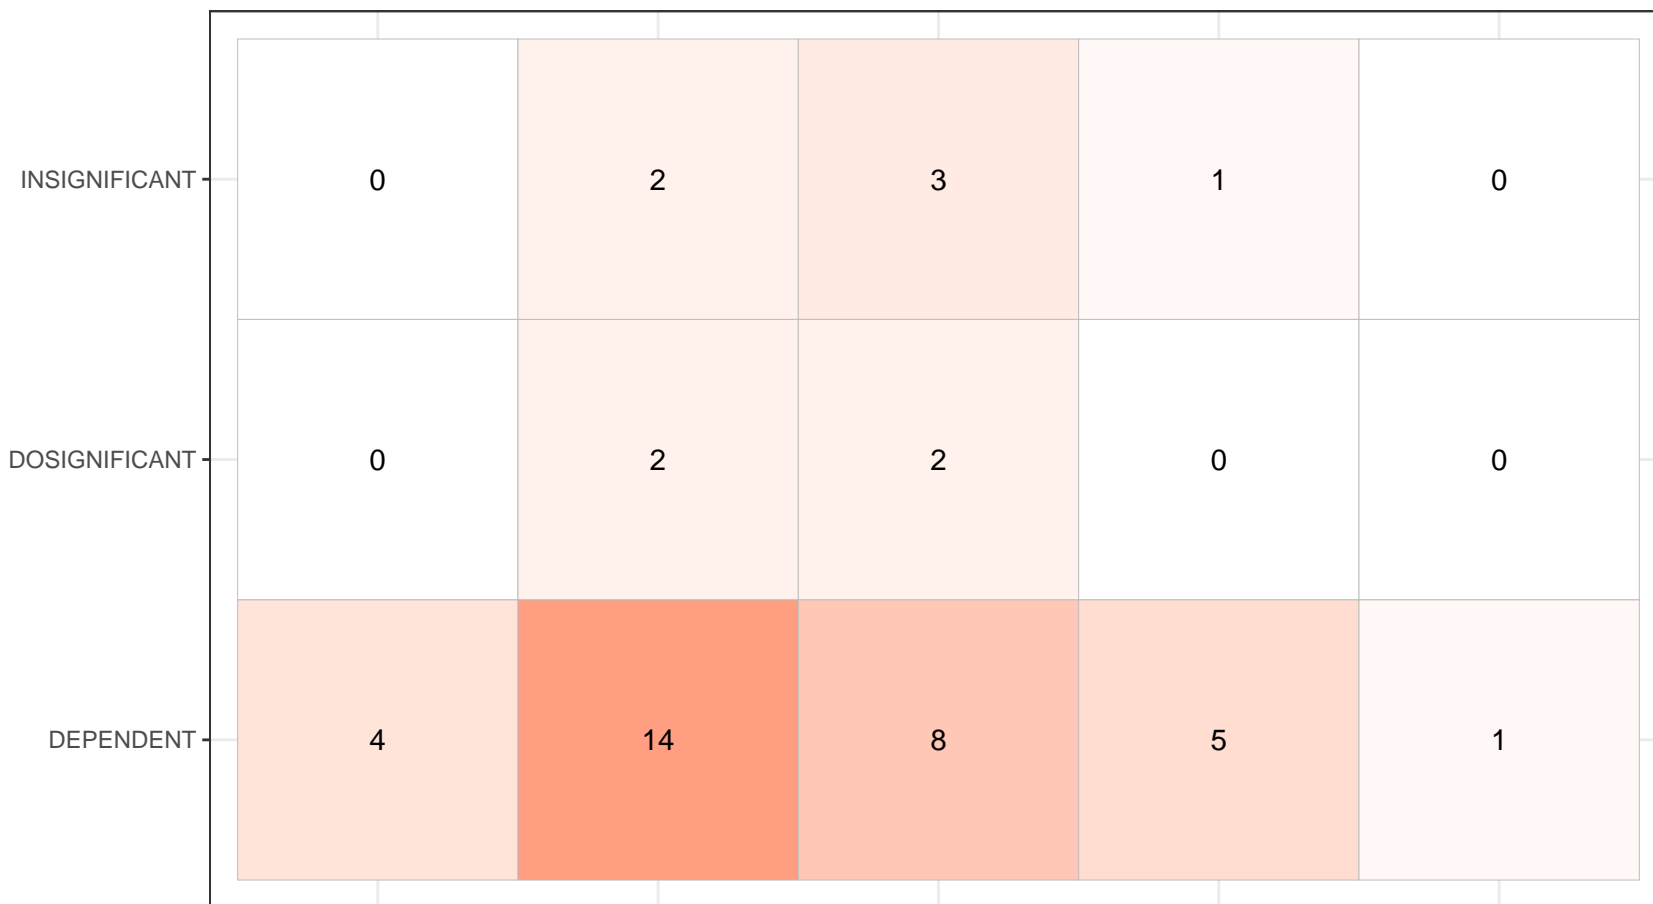 INSIGNIFICANT 0 2 3 1 0
DOSIGNIFICANT 0 2 2 0 0
DEPENDENT 4 14 8 5 1